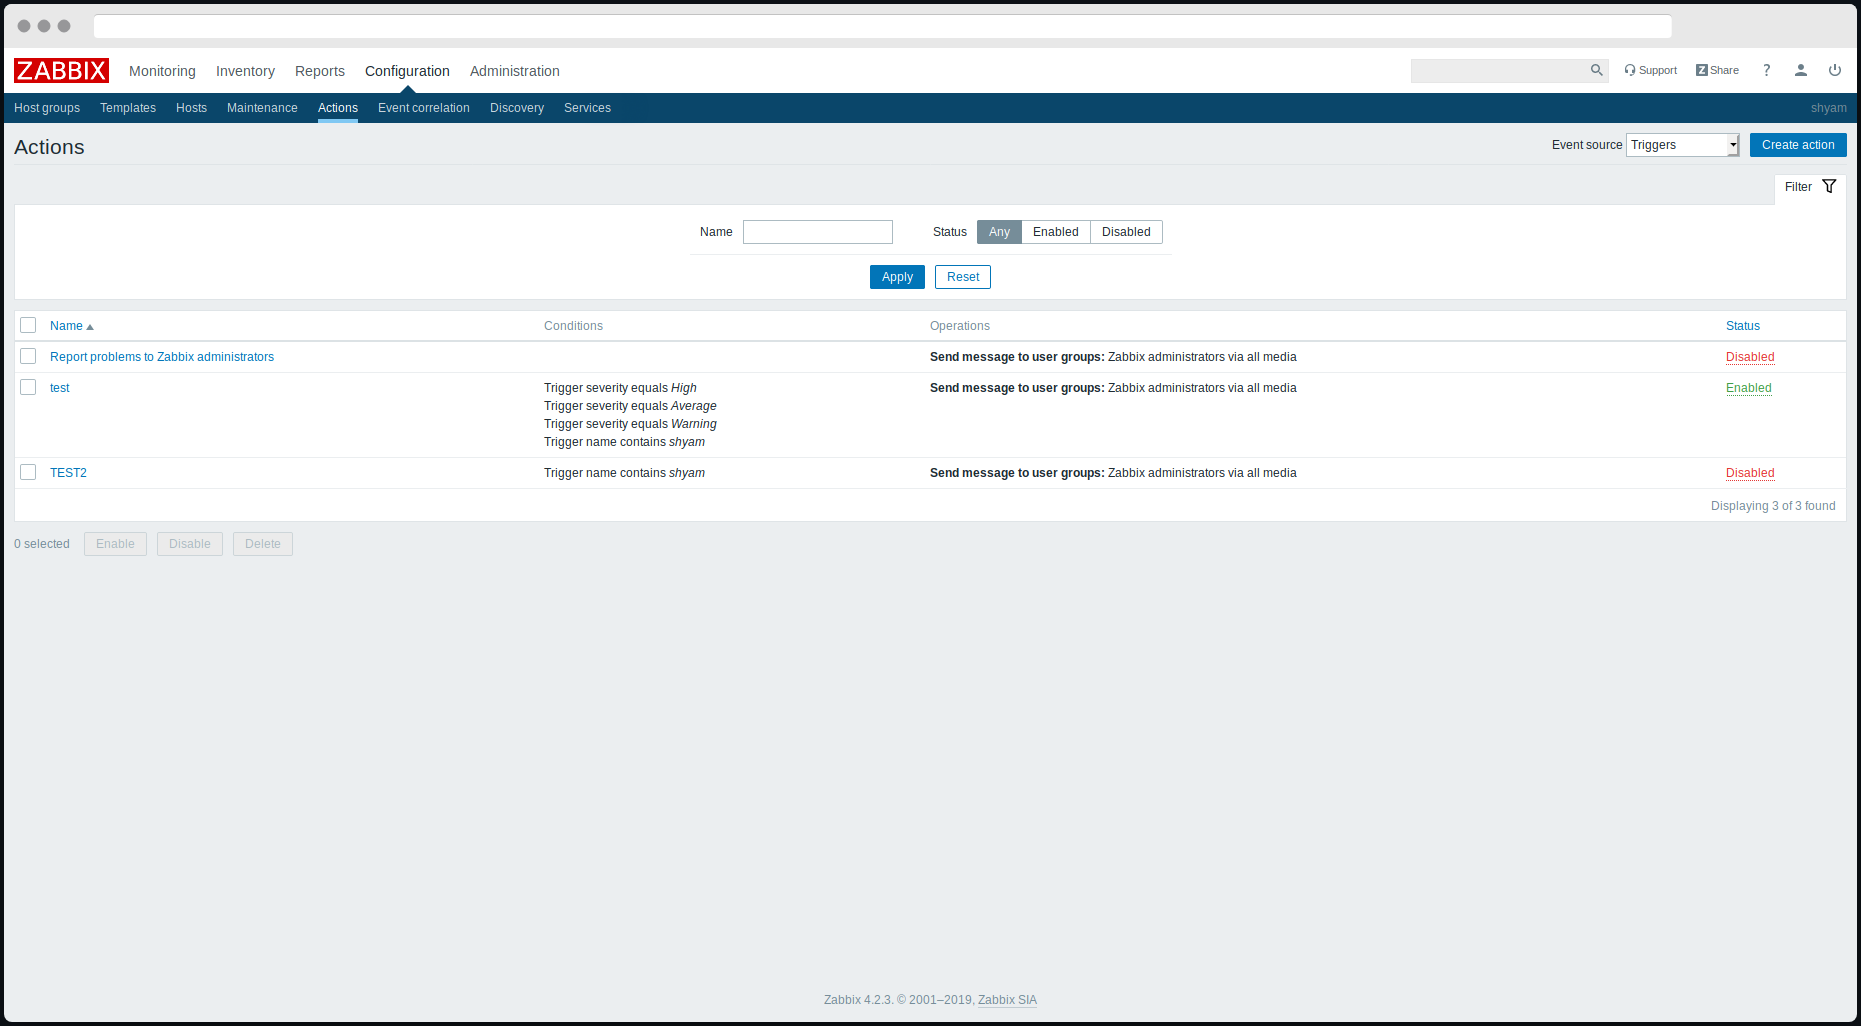 ZABBIX Monitoring Inventory Reports Configuration Administration Support Z Share ?
Host groups Templates Hosts Maintenance Actions Event correlation Discovery Services shyam
Actions Event source Triggers Create action
Filter
Name Status Any Enabled Disabled
Apply Reset
Name Conditions Operations Status
Report problems to Zabbix administrators Send message to user groups: Zabbix administrators via all media Disabled
test Trigger severity equals High Send message to user groups: Zabbix administrators via all media Enabled
Trigger severity equals Average
Trigger severity equals Warning
Trigger name contains shyam
TEST2 Trigger name contains shyam Send message to user groups: Zabbix administrators via all media Disabled
Displaying 3 of 3 found
0 selected Enable Disable Delete
Zabbix 4.2.3. © 2001–2019, Zabbix SIA